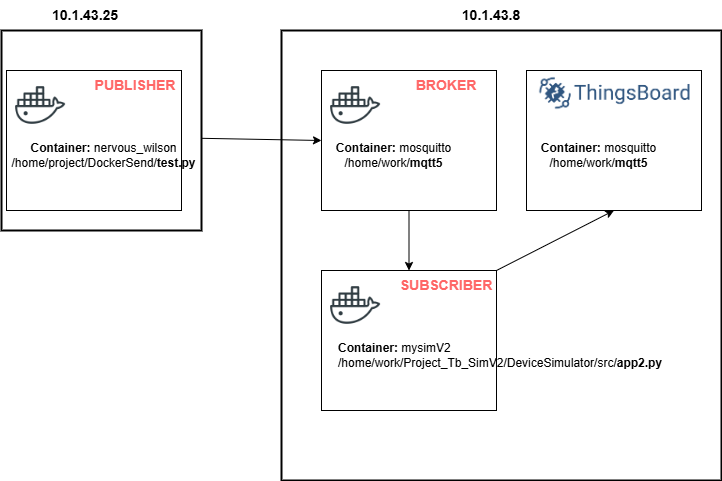 10.1.43.25
PUBLISHER
Container: nervous_wilson
/home/project/DockerSend/test.py
10.1.43.8
BROKER
Container: mosquitto
/home/work/mqtt5
ThingsBoard
Container: mosquitto
/home/work/mqtt5
SUBSCRIBER
Container: mysimV2
/home/work/Project_Tb_SimV2/DeviceSimulator/src/app2.py